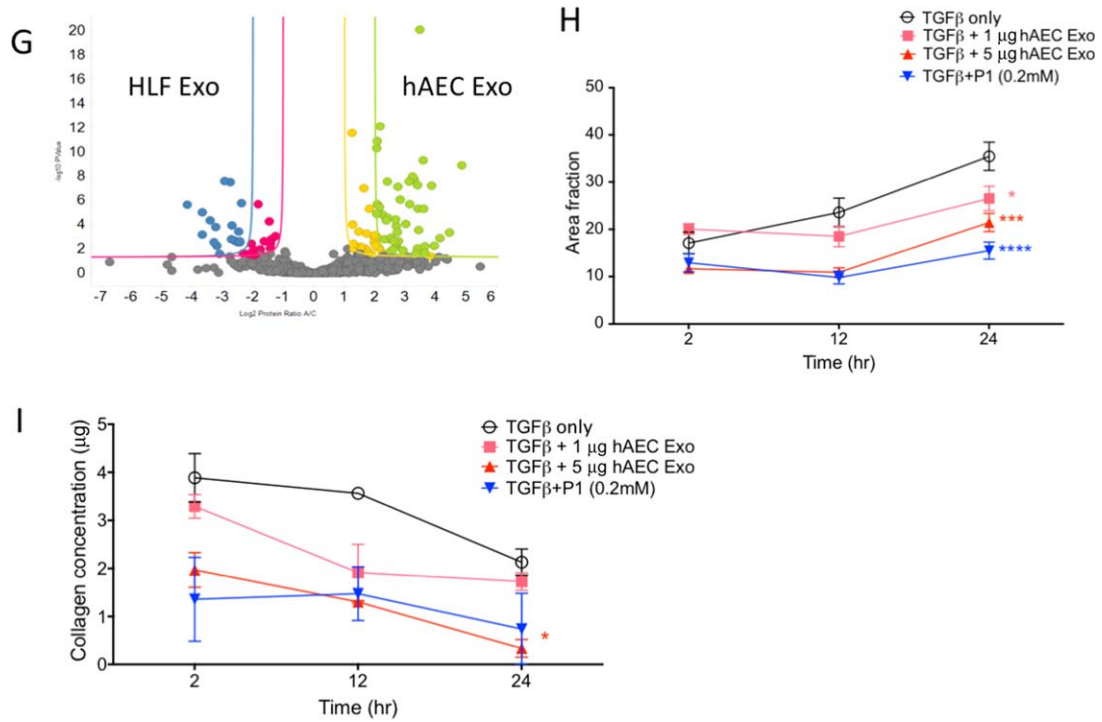 G
20
18
16
14
12
10
8
6
4
2
0
-log10 PValue
HLF Exo
hAEC Exo
-7 -6 -5 -4 -3 -2 -1 0 1 2 3 4 5 6
Log2 Protein Ratio A/C
H
TGFβ only
TGFβ + 1 μg hAEC Exo
TGFβ + 5 μg hAEC Exo
TGFβ+P1 (0.2mM)
50
40
30
20
10
0
Area fraction
*
***
****
2 12 24
Time (hr)
I
TGFβ only
TGFβ + 1 μg hAEC Exo
TGFβ + 5 μg hAEC Exo
TGFβ+P1 (0.2mM)
5
4
3
2
1
0
Collagen concentration (μg)
*
2 12 24
Time (hr)